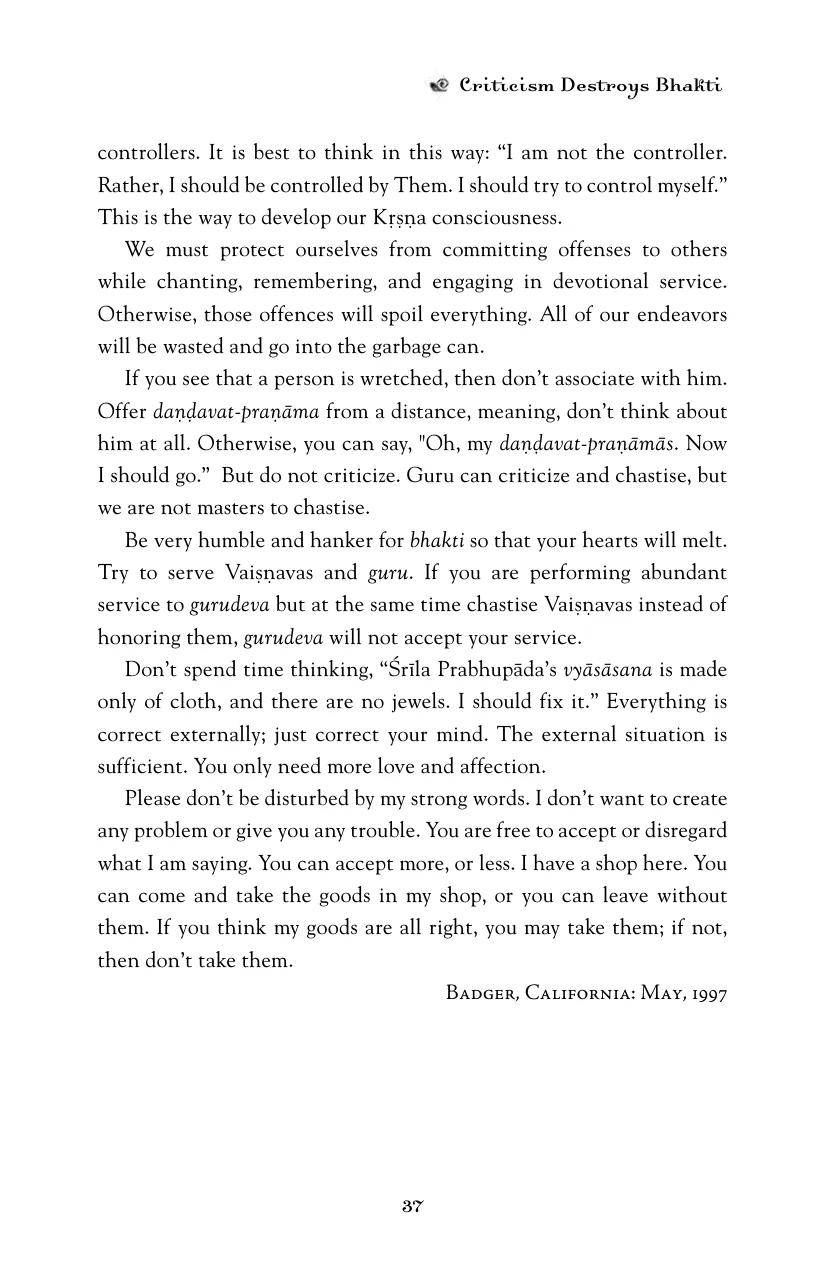 Criticism Destroys Bhakti
controllers. It is best to think in this way: “I am not the controller.
Rather, I should be controlled by Them. I should try to control myself.”
This is the way to develop our Kṛṣṇa consciousness.
We must protect ourselves from committing offenses to others
while chanting, remembering, and engaging in devotional service.
Otherwise, those offences will spoil everything. All of our endeavors
will be wasted and go into the garbage can.
If you see that a person is wretched, then don’t associate with him.
Offer daṇḍavat-praṇāma from a distance, meaning, don’t think about
him at all. Otherwise, you can say, "Oh, my daṇḍavat-praṇāmās. Now
I should go.” But do not criticize. Guru can criticize and chastise, but
we are not masters to chastise.
Be very humble and hanker for bhakti so that your hearts will melt.
Try to serve Vaiṣṇavas and guru. If you are performing abundant
service to gurudeva but at the same time chastise Vaiṣṇavas instead of
honoring them, gurudeva will not accept your service.
Don’t spend time thinking, “Śrīla Prabhupāda’s vyāsāsana is made
only of cloth, and there are no jewels. I should fix it.” Everything is
correct externally; just correct your mind. The external situation is
sufficient. You only need more love and affection.
Please don’t be disturbed by my strong words. I don’t want to create
any problem or give you any trouble. You are free to accept or disregard
what I am saying. You can accept more, or less. I have a shop here. You
can come and take the goods in my shop, or you can leave without
them. If you think my goods are all right, you may take them; if not,
then don’t take them.
Badger, California: May, 1997
37